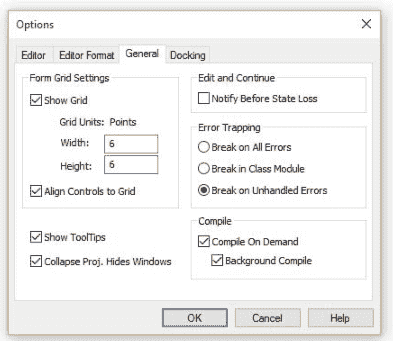 Options
Editor Editor Format General Docking
Form Grid Settings
Show Grid
Grid Units: Points
Width: 6
Height: 6
Align Controls to Grid
Show ToolTips
Collapse Proj. Hides Windows
Edit and Continue
Notify Before State Loss
Error Trapping
Break on All Errors
Break in Class Module
Break on Unhandled Errors
Compile
Compile On Demand
Background Compile
OK Cancel Help